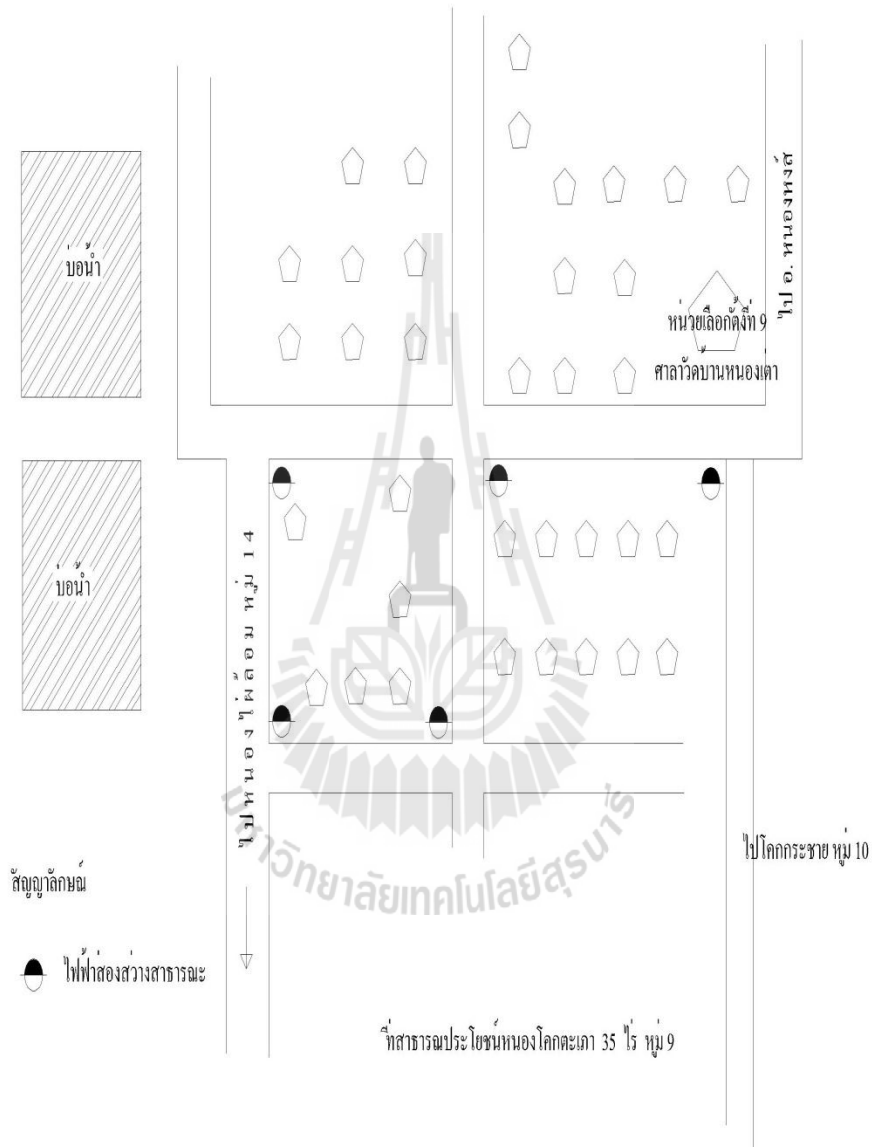 ไป อ. หนองหงส์
บ่อน้ำ
หน่วยเลือกตั้งที่ 9
ศาลาวัดบ้านหนองเต่า
บ่อน้ำ
ไปหนองไผ่ล้อม หมู่ 14
มหาวิทยาลัยเทคโนโลยีสุรนารี
ไปโคกกระชาย หมู่ 10
สัญญาลักษณ์
ไฟฟ้าส่องสว่างสาธารณะ
ที่สาธารณประโยชน์หนองโคกตะเภา 35 ไร่ หมู่ 9